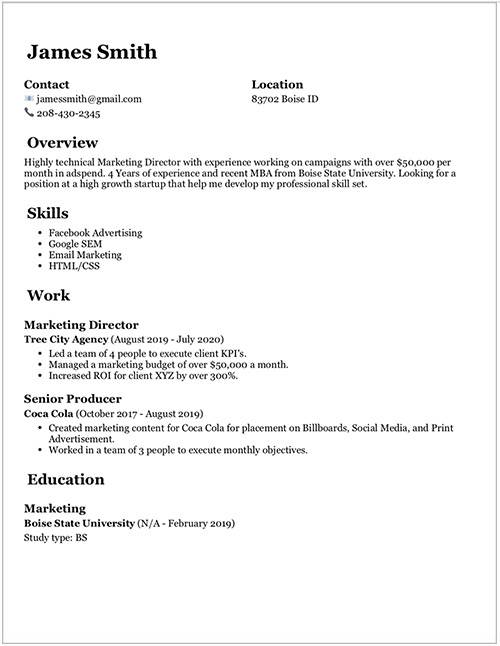 James Smith
Contact
Location
jamessmith@gmail.com
83702 Boise ID
208-430-2345
Overview
Highly technical Marketing Director with experience working on campaigns with over $50,000 per
month in adspend. 4 Years of experience and recent MBA from Boise State University. Looking for a
position at a high growth startup that help me develop my professional skill set.
Skills
• Facebook Advertising
• Google SEM
• Email Marketing
• HTML/CSS
Work
Marketing Director
Tree City Agency (August 2019 - July 2020)
• Led a team of 4 people to execute client KPI's.
• Managed a marketing budget of over $50,000 a month.
• Increased ROI for client XYZ by over 300%.
Senior Producer
Coca Cola (October 2017 - August 2019)
• Created marketing content for Coca Cola for placement on Billboards, Social Media, and Print
Advertisement.
• Worked in a team of 3 people to execute monthly objectives.
Education
Marketing
Boise State University (N/A - February 2019)
Study type: BS